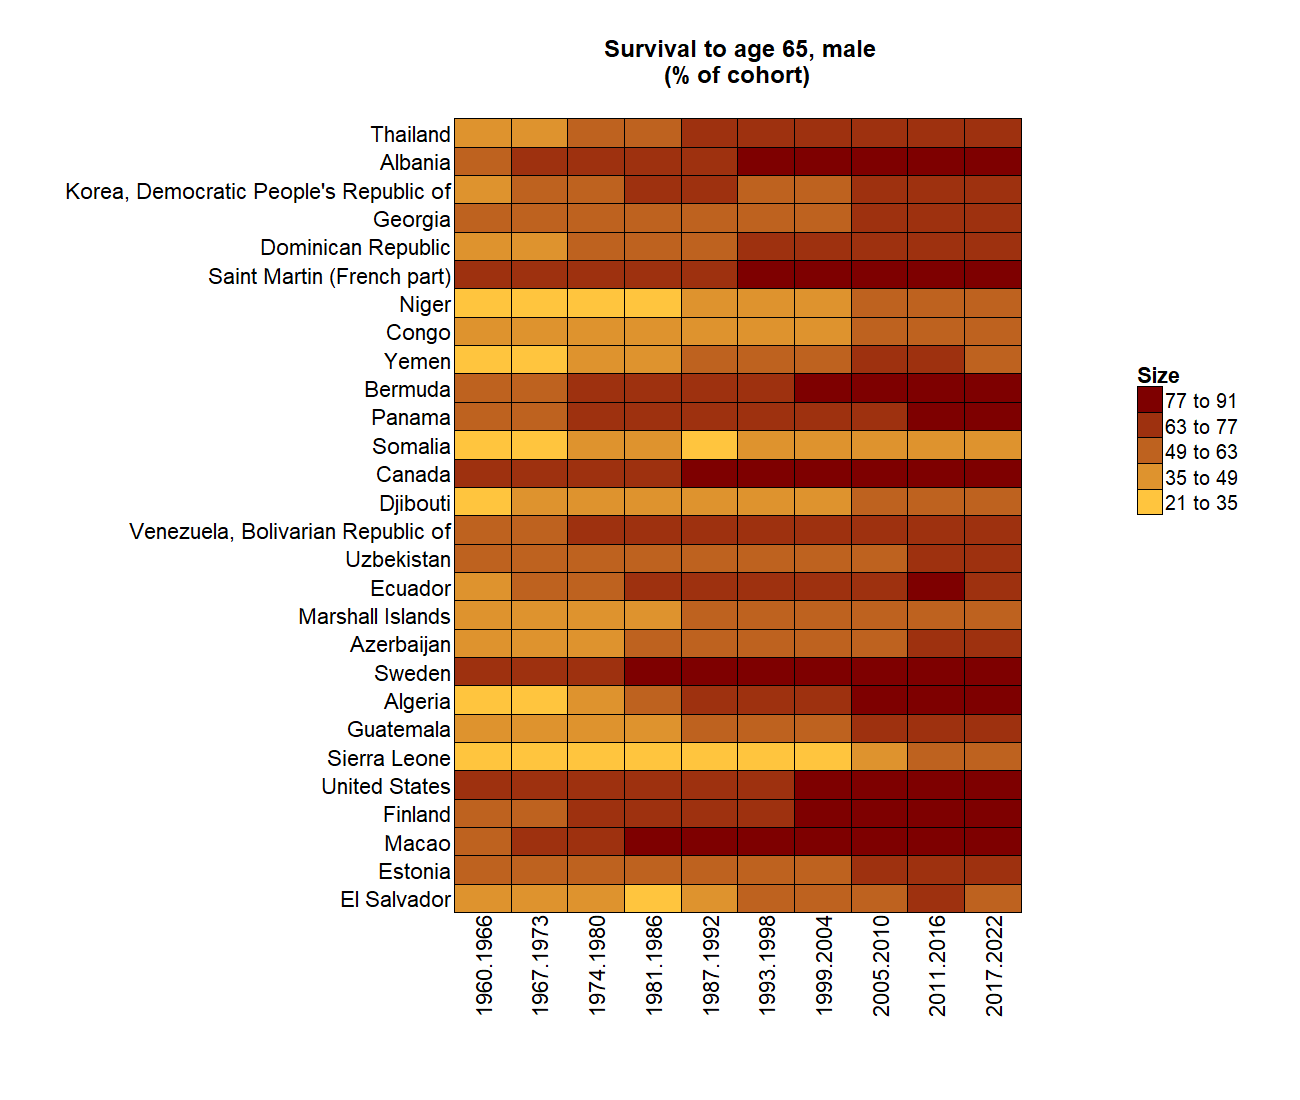 Survival to age 65, male
(% of cohort)
Thailand
Albania
Korea, Democratic People's Republic of
Georgia
Dominican Republic
Saint Martin (French part)
Niger
Congo
Yemen
Bermuda
Panama
Somalia
Canada
Djibouti
Venezuela, Bolivarian Republic of
Uzbekistan
Ecuador
Marshall Islands
Azerbaijan
Sweden
Algeria
Guatemala
Sierra Leone
United States
Finland
Macao
Estonia
El Salvador
1960.1966
1967.1973
1974.1980
1981.1986
1987.1992
1993.1998
1999.2004
2005.2010
2011.2016
2017.2022
Size
77 to 91
63 to 77
49 to 63
35 to 49
21 to 35